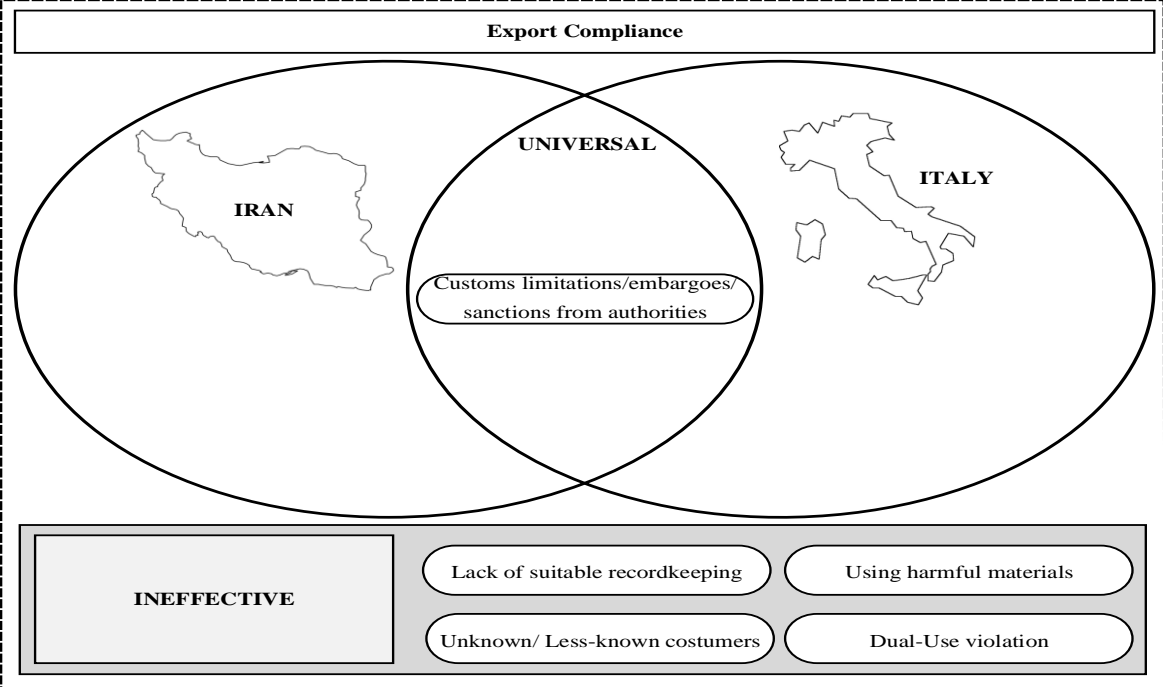 Export Compliance
UNIVERSAL
IRAN
ITALY
Customs limitations/embargoes/
sanctions from authorities
INEFFECTIVE
Lack of suitable recordkeeping
Using harmful materials
Unknown/ Less-known costumers
Dual-Use violation